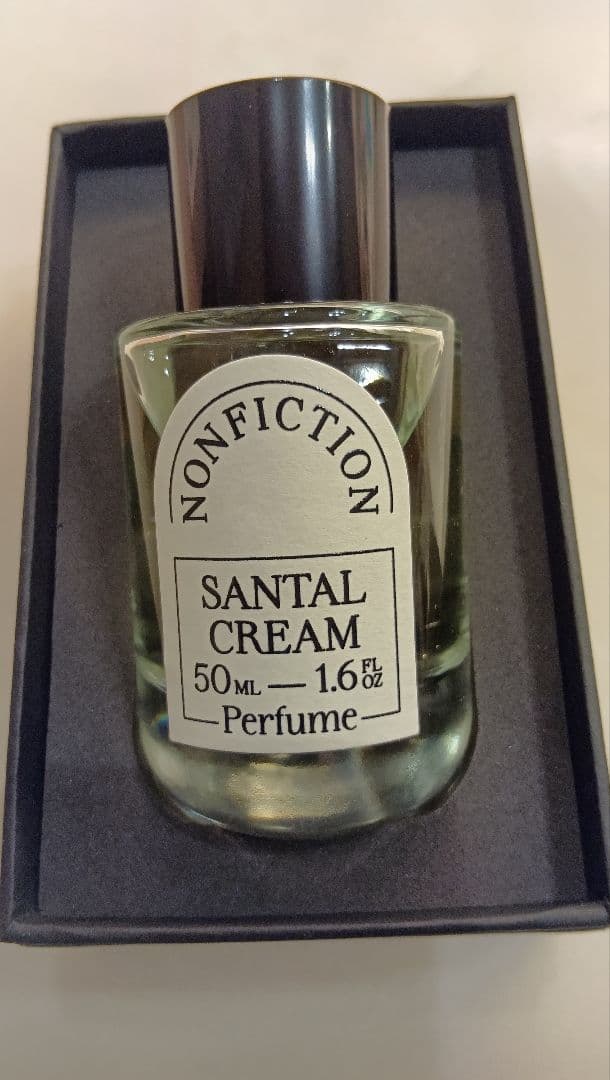 NONFICTION
SANTAL
CREAM
50ML — 1.6 FL OZ
Perfume